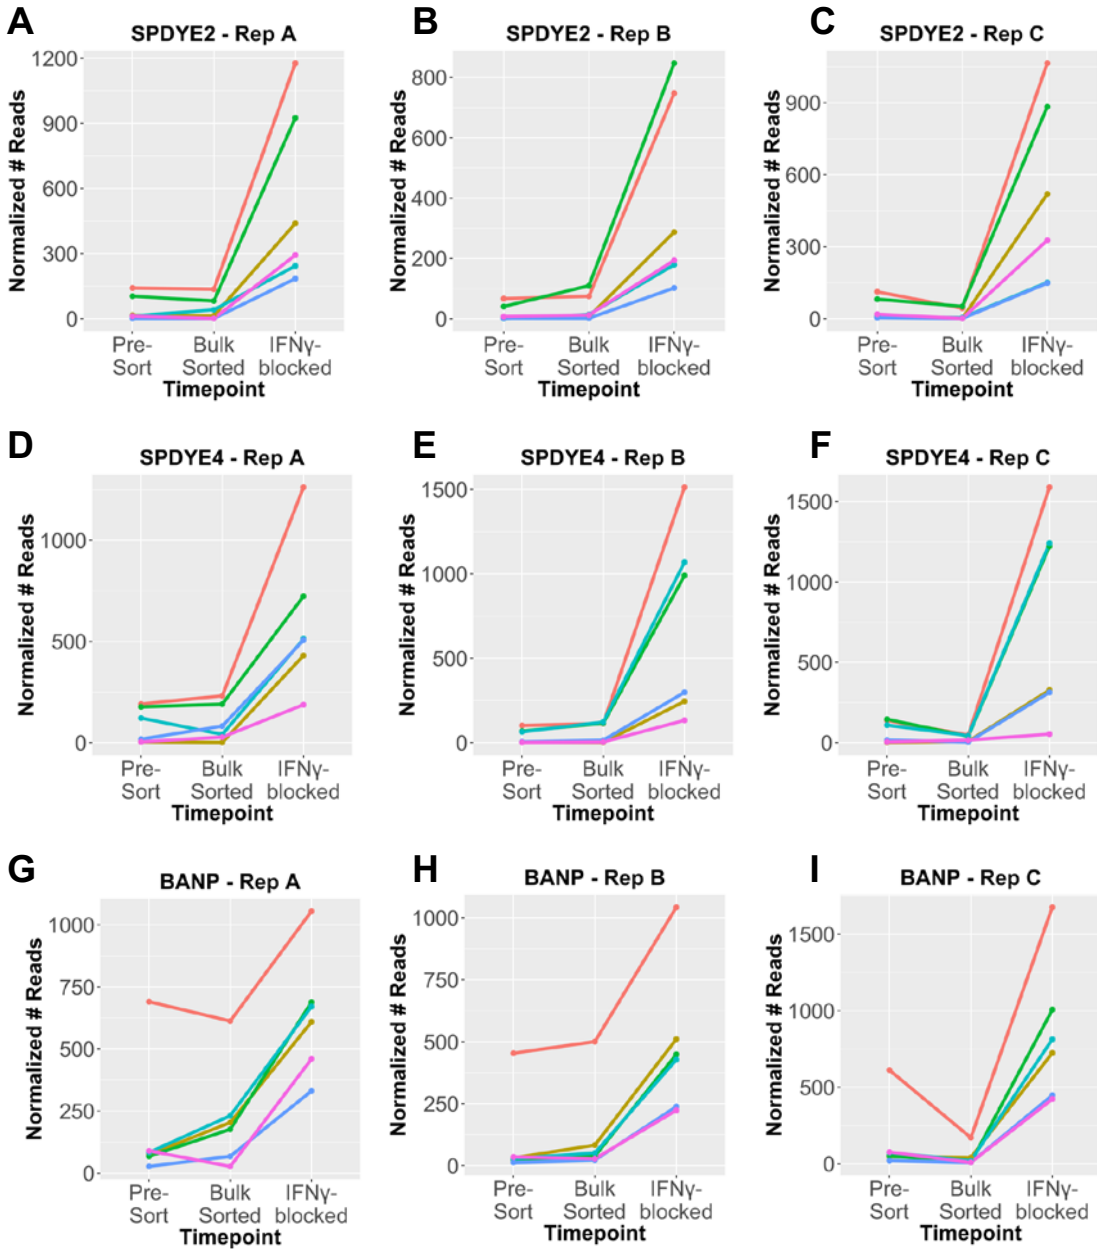 A
SPDYE2 - Rep A
Normalized # Reads
1200
900
600
300
0
Pre-
Sort
Bulk
Sorted
IFNγ-
blocked
Timepoint
B
SPDYE2 - Rep B
Normalized # Reads
800
600
400
200
0
Pre-
Sort
Bulk
Sorted
IFNγ-
blocked
Timepoint
C
SPDYE2 - Rep C
Normalized # Reads
900
600
300
0
Pre-
Sort
Bulk
Sorted
IFNγ-
blocked
Timepoint
D
SPDYE4 - Rep A
Normalized # Reads
1000
500
0
Pre-
Sort
Bulk
Sorted
IFNγ-
blocked
Timepoint
E
SPDYE4 - Rep B
Normalized # Reads
1500
1000
500
0
Pre-
Sort
Bulk
Sorted
IFNγ-
blocked
Timepoint
F
SPDYE4 - Rep C
Normalized # Reads
1500
1000
500
0
Pre-
Sort
Bulk
Sorted
IFNγ-
blocked
Timepoint
G
BANP - Rep A
Normalized # Reads
1000
750
500
250
0
Pre-
Sort
Bulk
Sorted
IFNγ-
blocked
Timepoint
H
BANP - Rep B
Normalized # Reads
1000
750
500
250
0
Pre-
Sort
Bulk
Sorted
IFNγ-
blocked
Timepoint
I
BANP - Rep C
Normalized # Reads
1500
1000
500
0
Pre-
Sort
Bulk
Sorted
IFNγ-
blocked
Timepoint